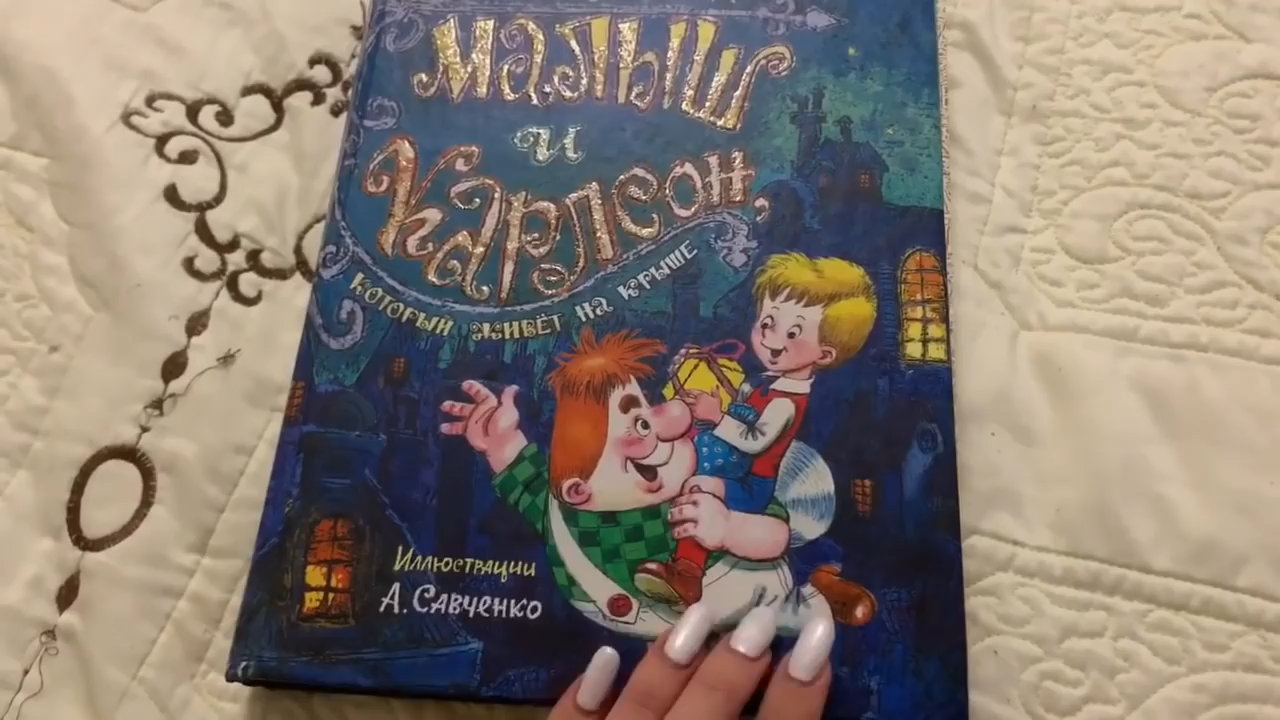 Малыш
и
Карлсон,
который живёт на крыше
Иллюстрации
А. Савченко